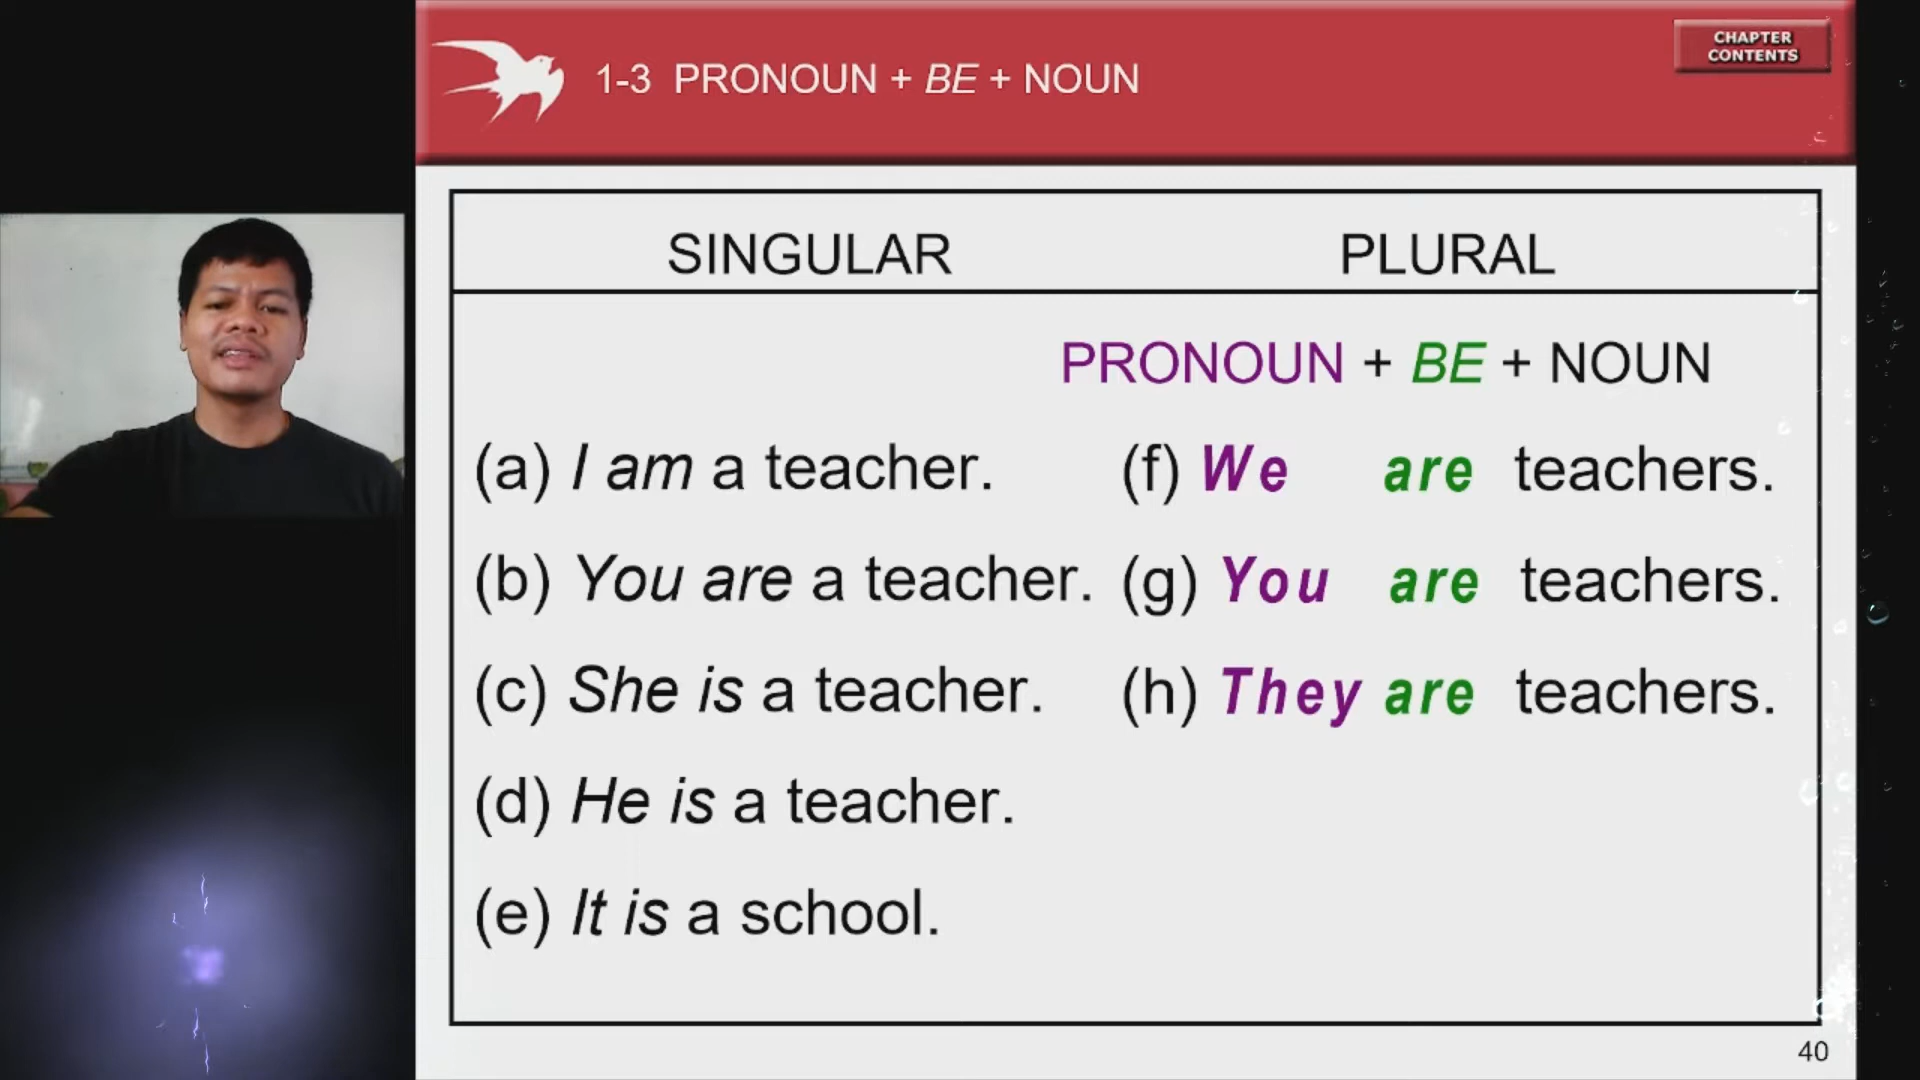 CHAPTER
CONTENTS
1-3 PRONOUN + BE + NOUN
SINGULAR PLURAL
PRONOUN + BE + NOUN
(a) I am a teacher. (f) We are teachers.
(b) You are a teacher. (g) You are teachers.
(c) She is a teacher. (h) They are teachers.
(d) He is a teacher.
(e) It is a school.
40